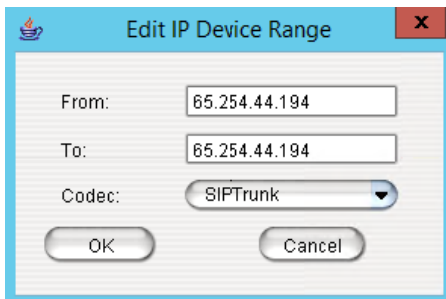 Edit IP Device Range
x
From: 65.254.44.194
To: 65.254.44.194
Codec: SIPTrunk
OK Cancel